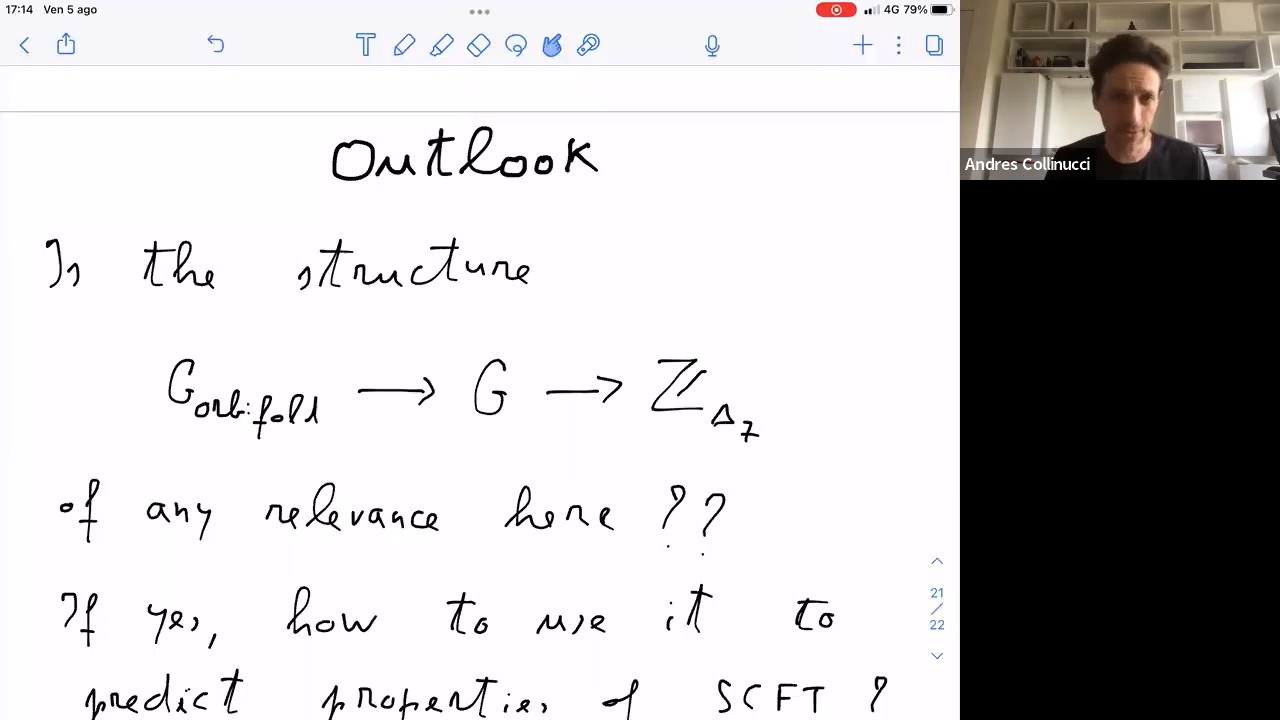 17:14 Ven 5 ago
4G 79%
Outlook
Is the structure
G_orbifold → G → ℤ_Δ_7
of any relevance here ??
If yes, how to use it to
predict properties of SCFT ?
21
/
22
Andres Collinucci